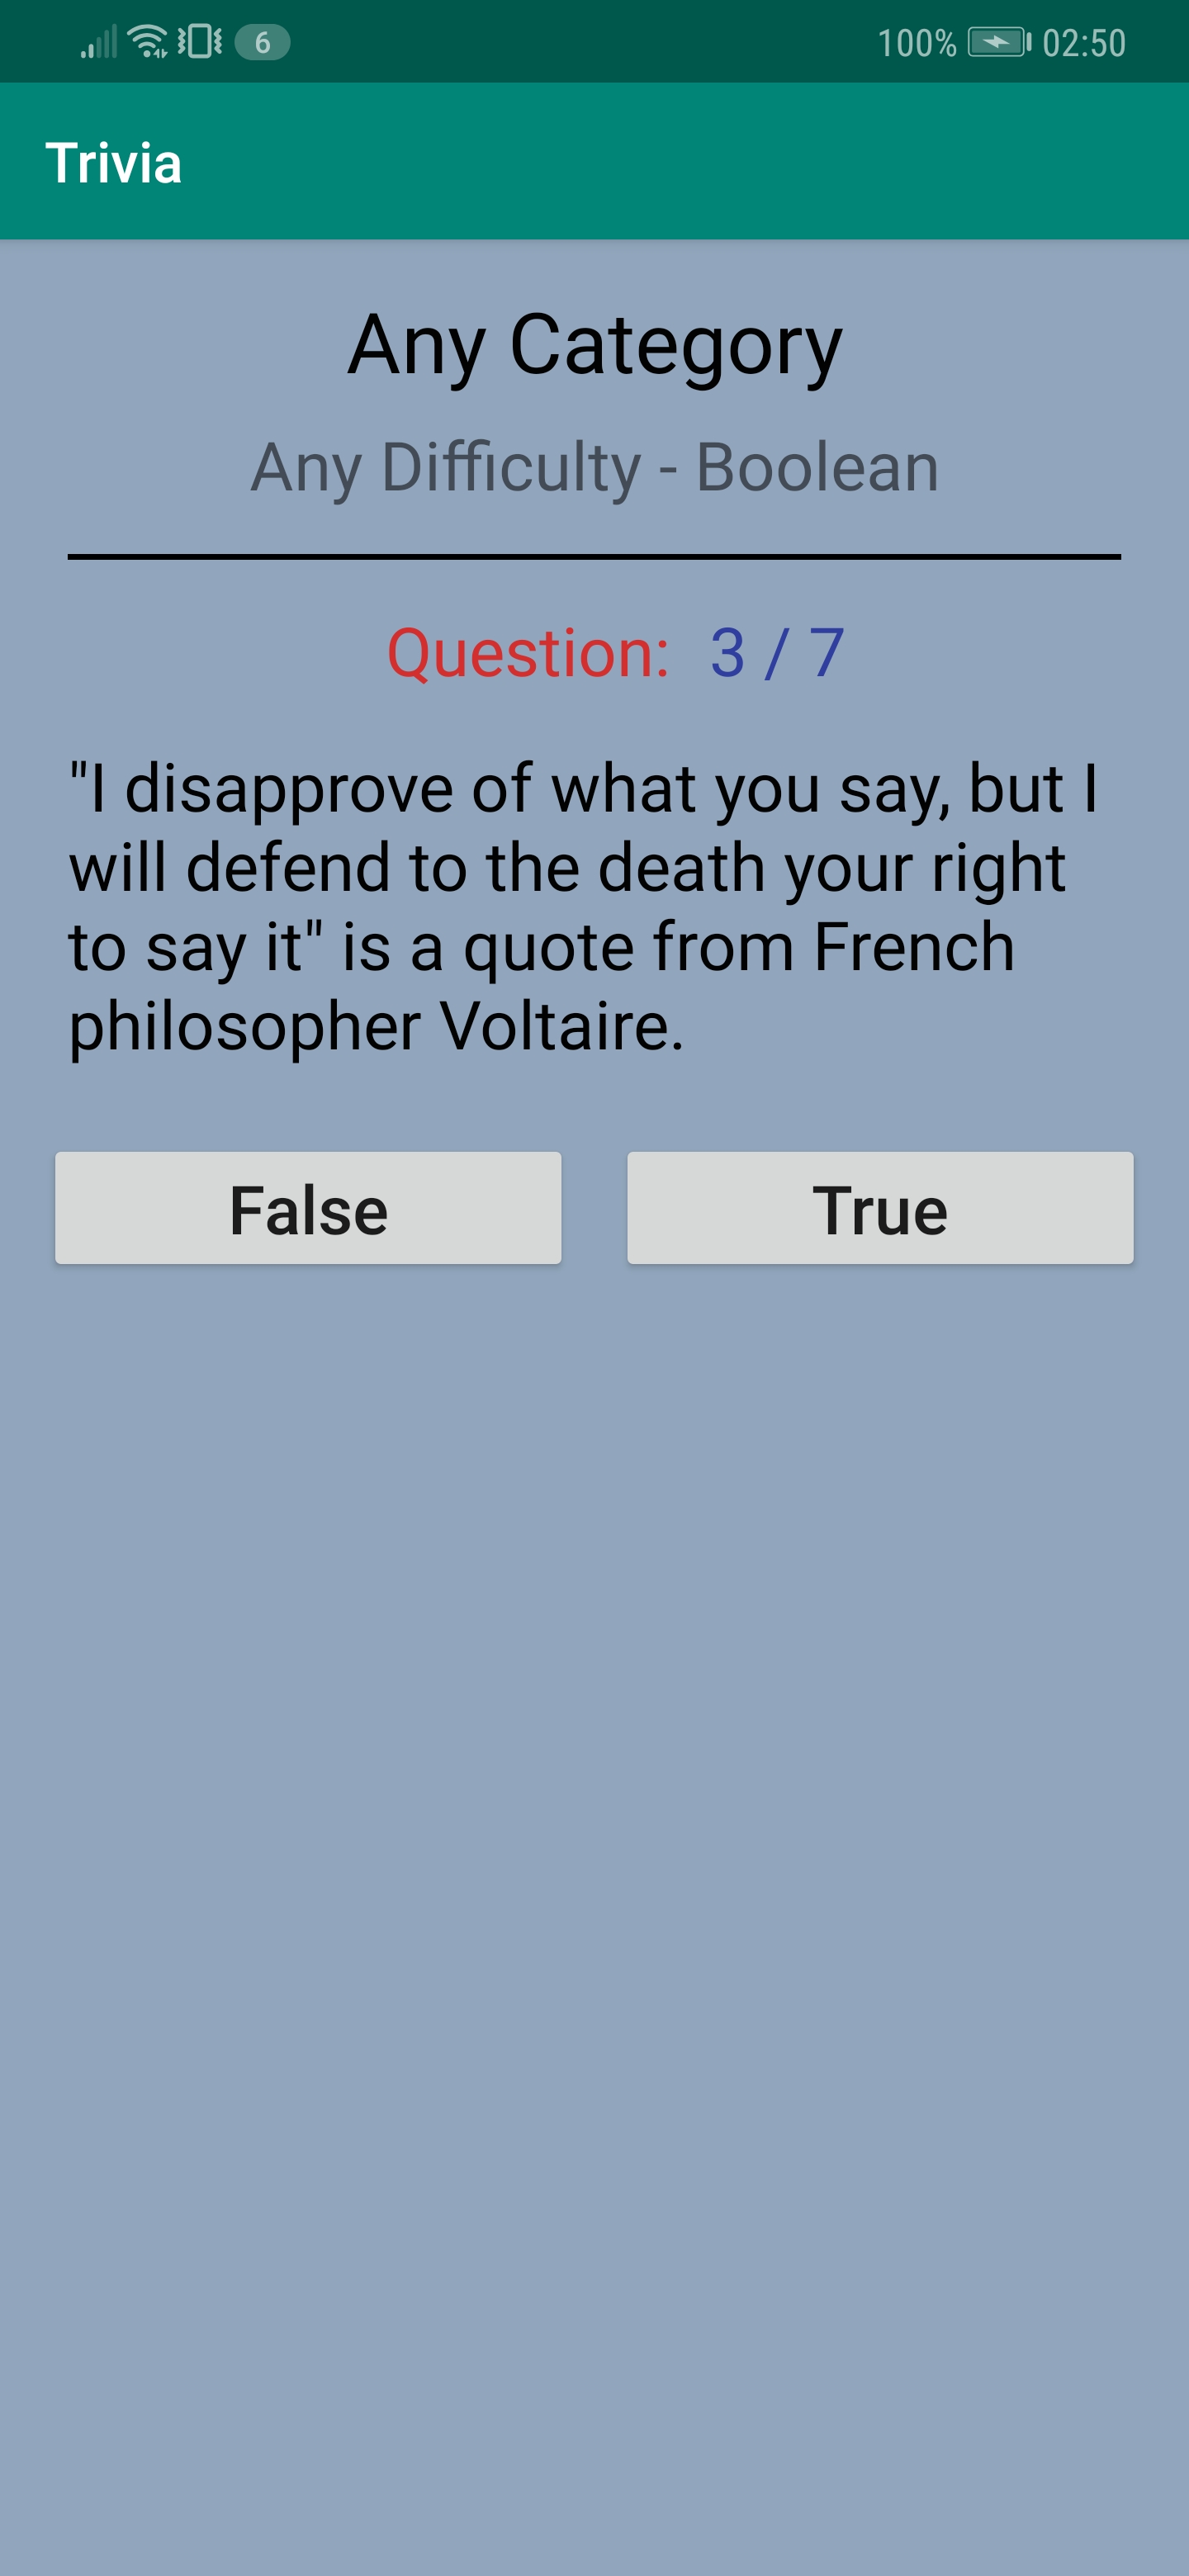 6 100% 02:50
Trivia
Any Category
Any Difficulty - Boolean
Question: 3 / 7
"I disapprove of what you say, but I
will defend to the death your right
to say it" is a quote from French
philosopher Voltaire.
False True